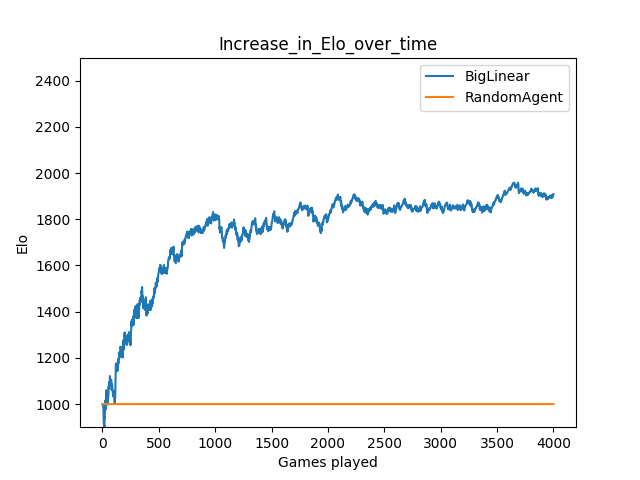 Increase_in_Elo_over_time
BigLinear
RandomAgent
2400
2200
2000
1800
1600
1400
1200
1000
Elo
0 500 1000 1500 2000 2500 3000 3500 4000
Games played